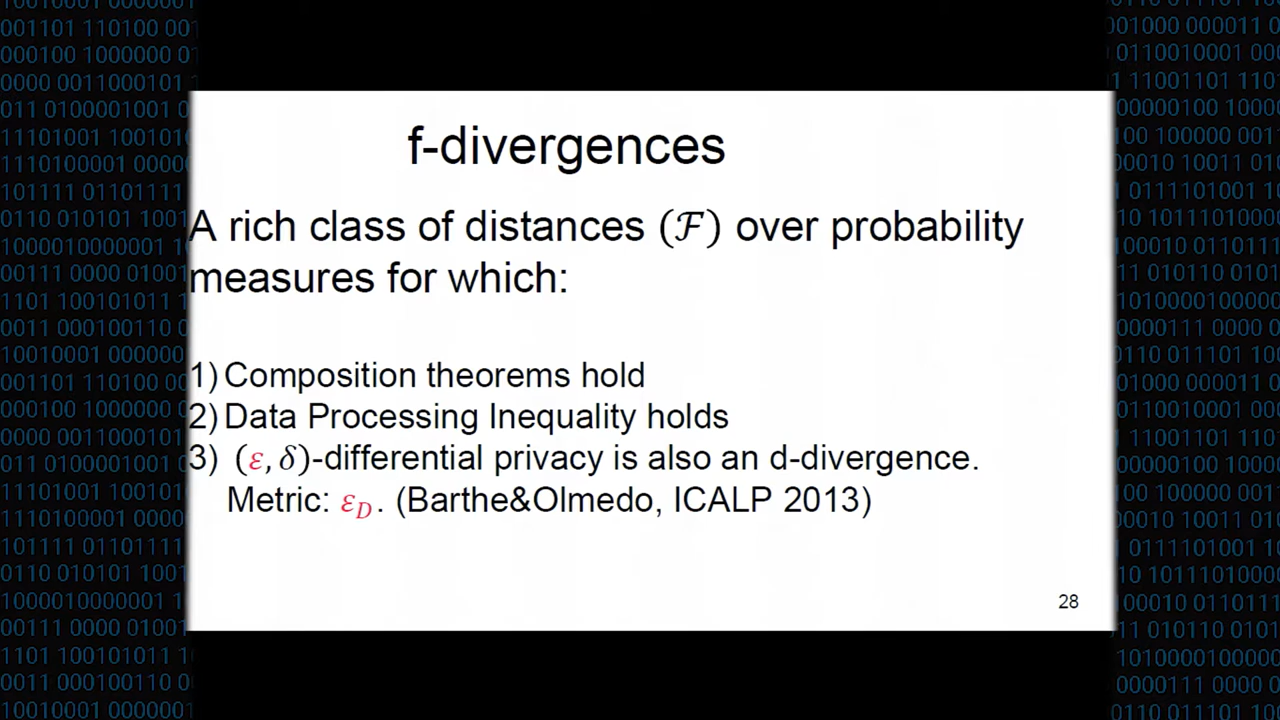 f-divergences
A rich class of distances (ℱ) over probability
measures for which:
1) Composition theorems hold
2) Data Processing Inequality holds
3) (ε, δ)-differential privacy is also an d-divergence.
Metric: ε_D. (Barthe&Olmedo, ICALP 2013)
28